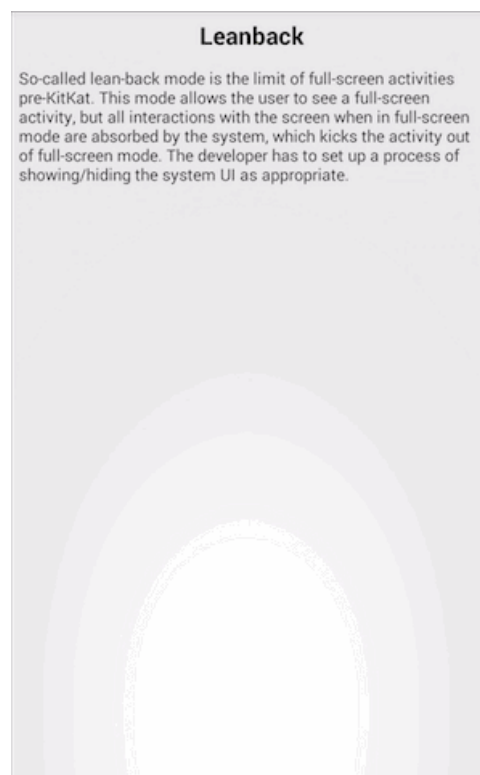 Leanback
So-called lean-back mode is the limit of full-screen activities
pre-KitKat. This mode allows the user to see a full-screen
activity, but all interactions with the screen when in full-screen
mode are absorbed by the system, which kicks the activity out
of full-screen mode. The developer has to set up a process of
showing/hiding the system UI as appropriate.